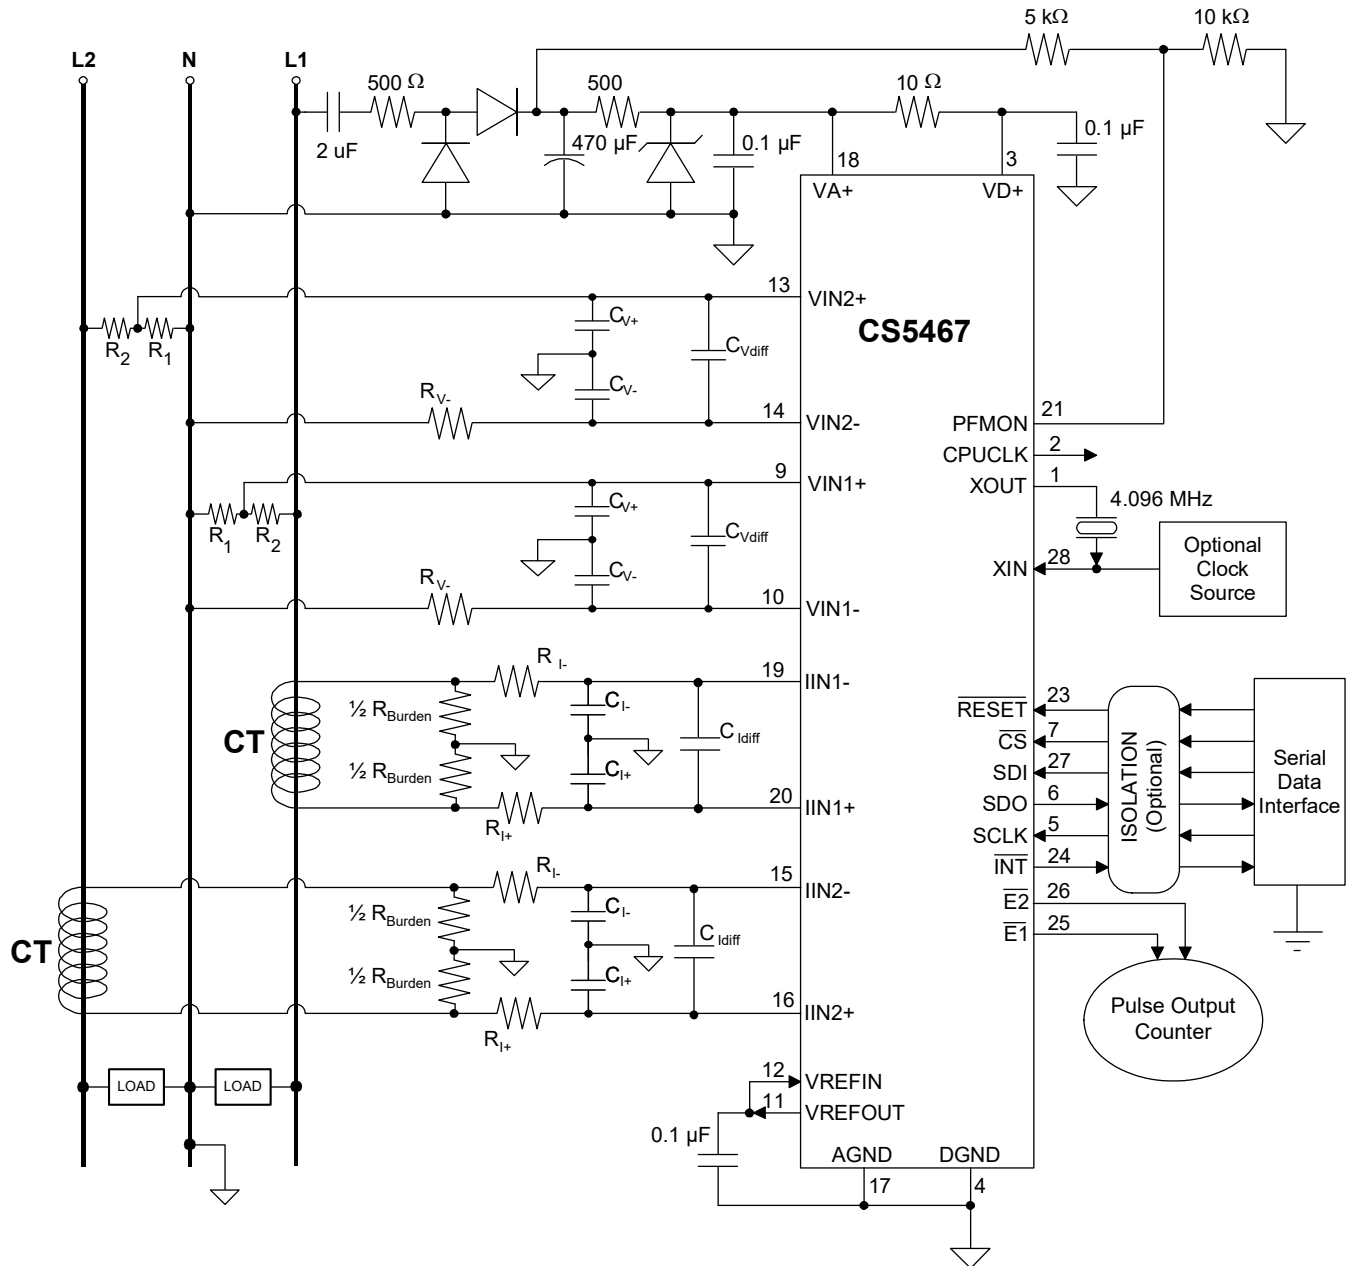 5 kΩ
10 kΩ
L2
N
L1
500 Ω
500
10 Ω
2 uF
470 µF
0.1 µF
0.1 µF
18
3
VA+
VD+
13
VIN2+
CS5467
R2
R1
CV+
CVdiff
CV-
RV-
14
VIN2-
21
PFMON
2
CPUCLK
1
XOUT
9
VIN1+
4.096 MHz
R1
R2
CV+
CVdiff
CV-
28
XIN
Optional
Clock
Source
RV-
10
VIN1-
R I-
19
IIN1-
½ RBurden
CI-
CT
C Idiff
½ RBurden
CI+
20
IIN1+
RI+
23
RESET
7
CS
27
SDI
6
SDO
5
SCLK
24
INT
26
E2
25
E1
ISOLATION
(Optional)
Serial
Data
Interface
RI-
15
IIN2-
½ RBurden
CI-
CT
C Idiff
½ RBurden
CI+
16
IIN2+
RI+
Pulse Output
Counter
LOAD
LOAD
12
VREFIN
11
VREFOUT
0.1 µF
AGND
DGND
17
4